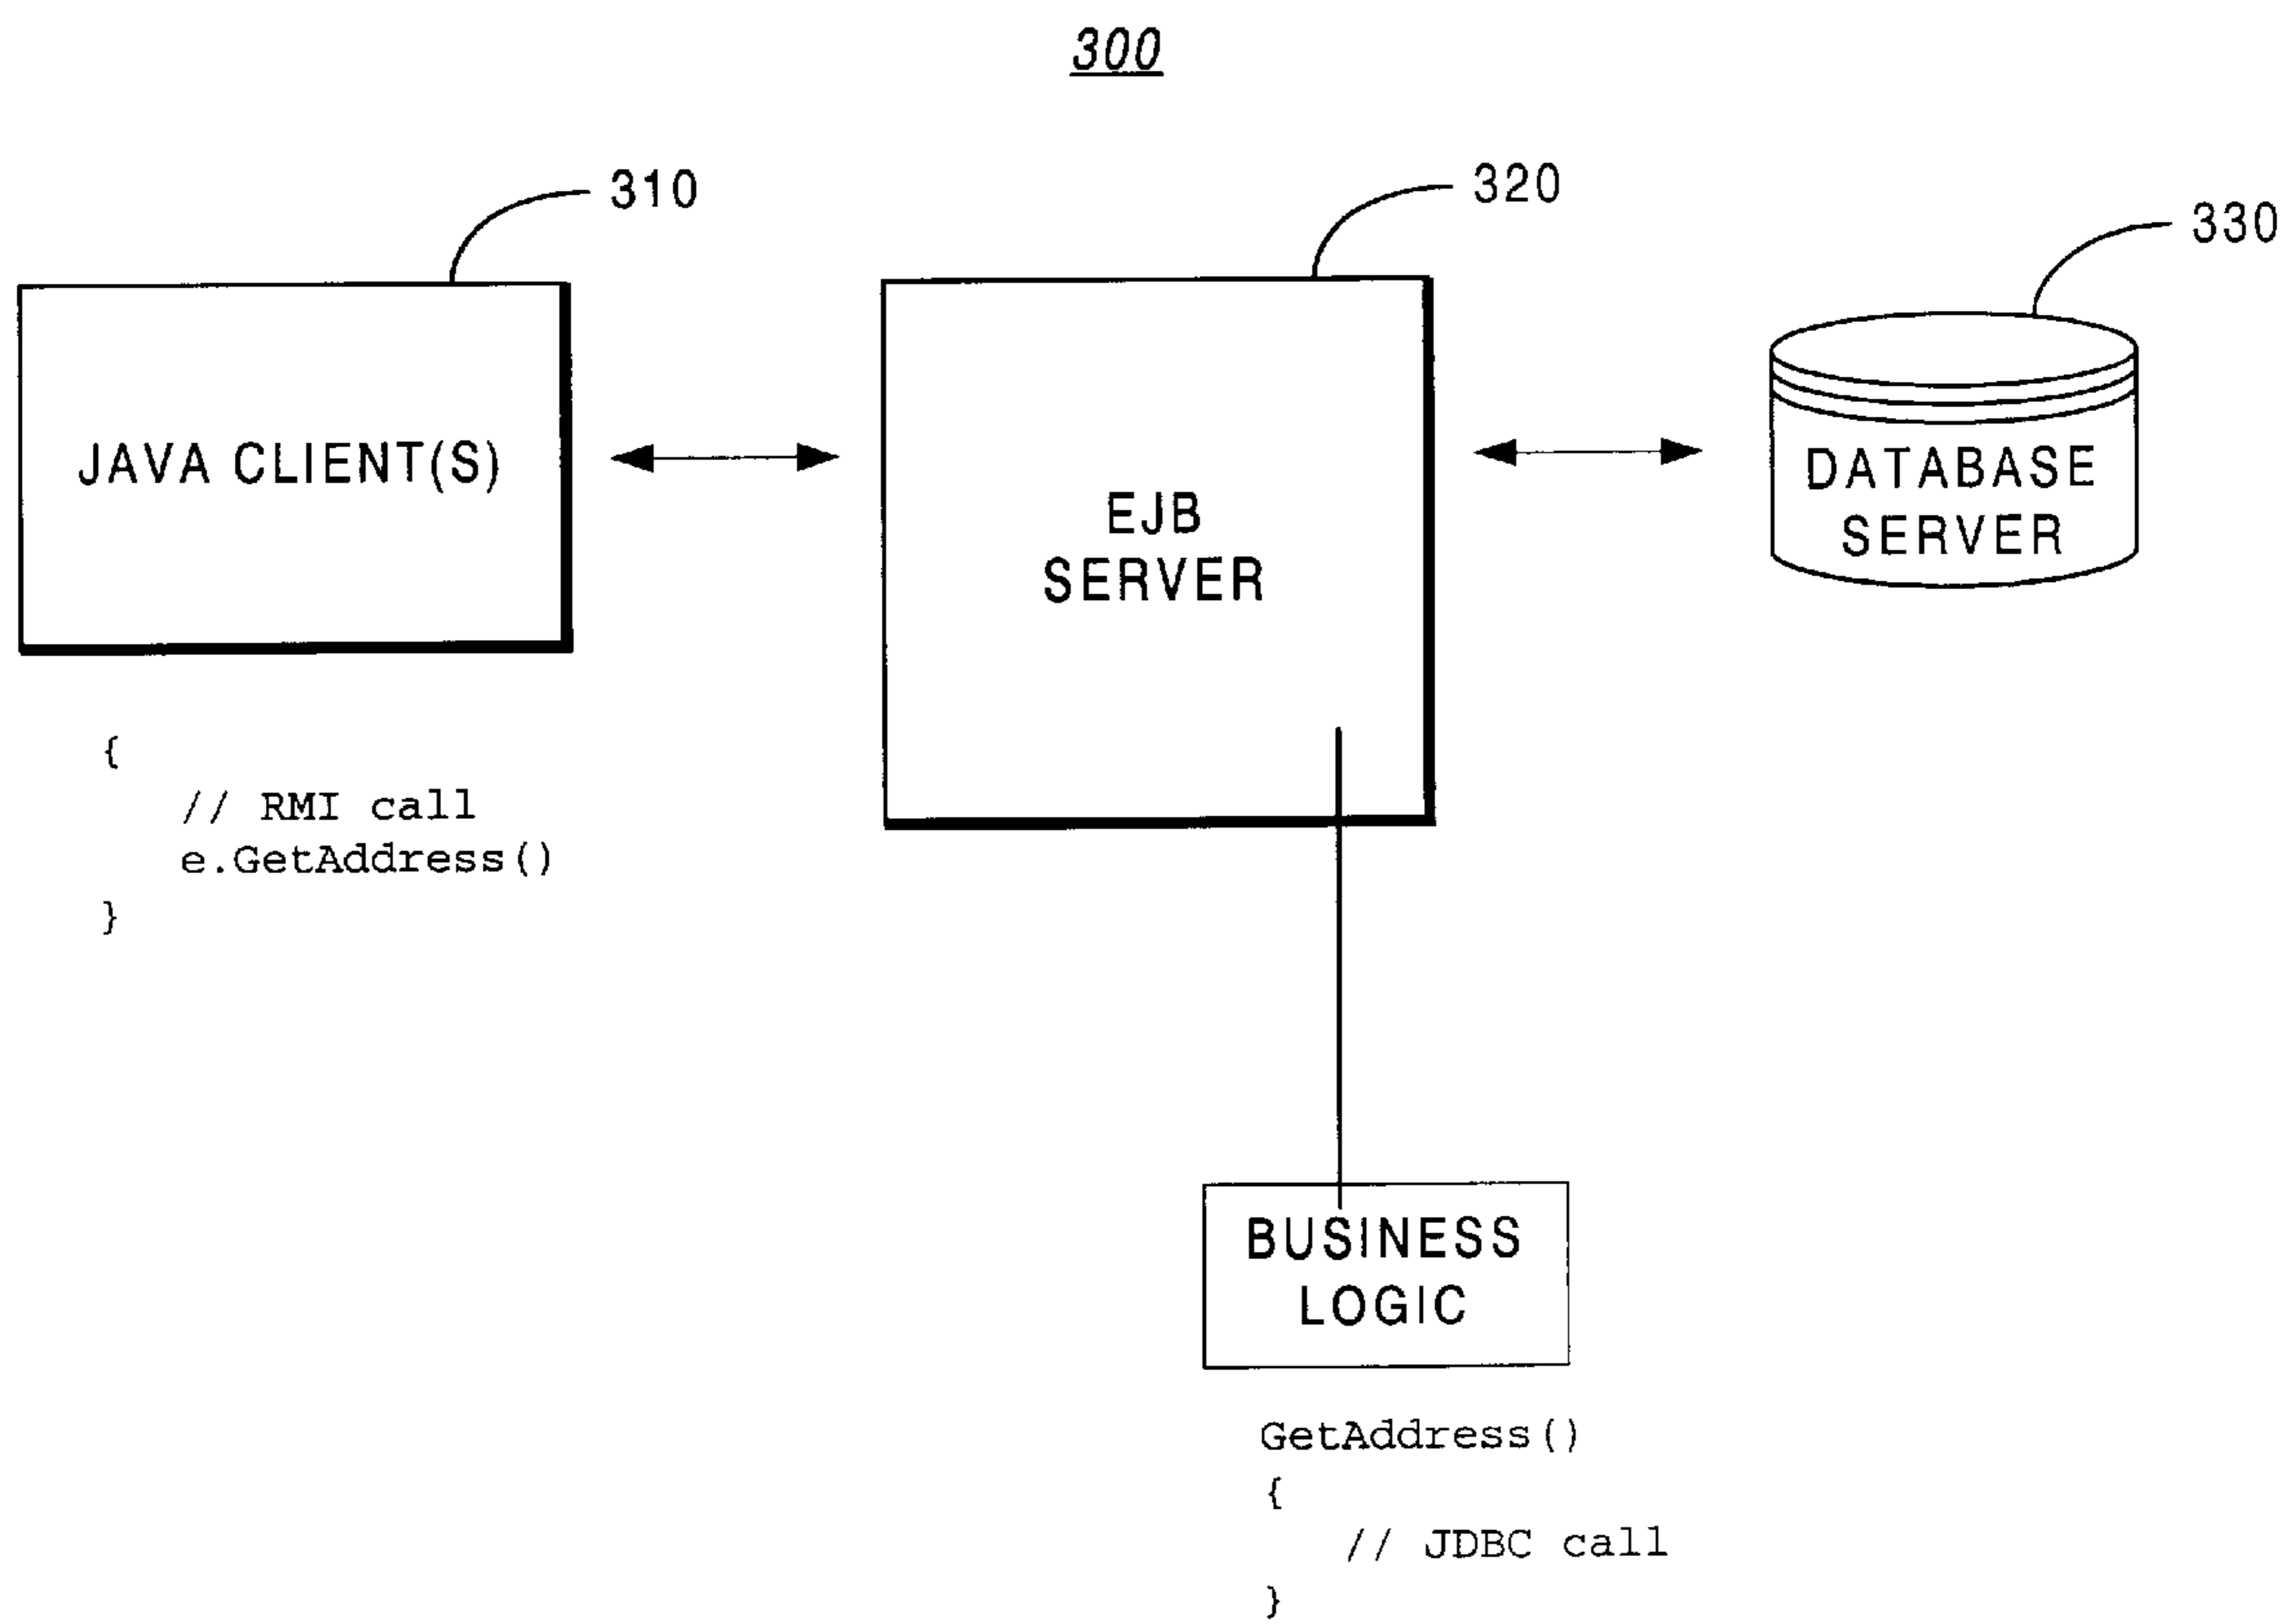 300
310
320
330
JAVA CLIENT(S)
EJB
SERVER
DATABASE
SERVER
{
// RMI call
e.GetAddress()
}
BUSINESS
LOGIC
GetAddress()
{
// JDBC call
}